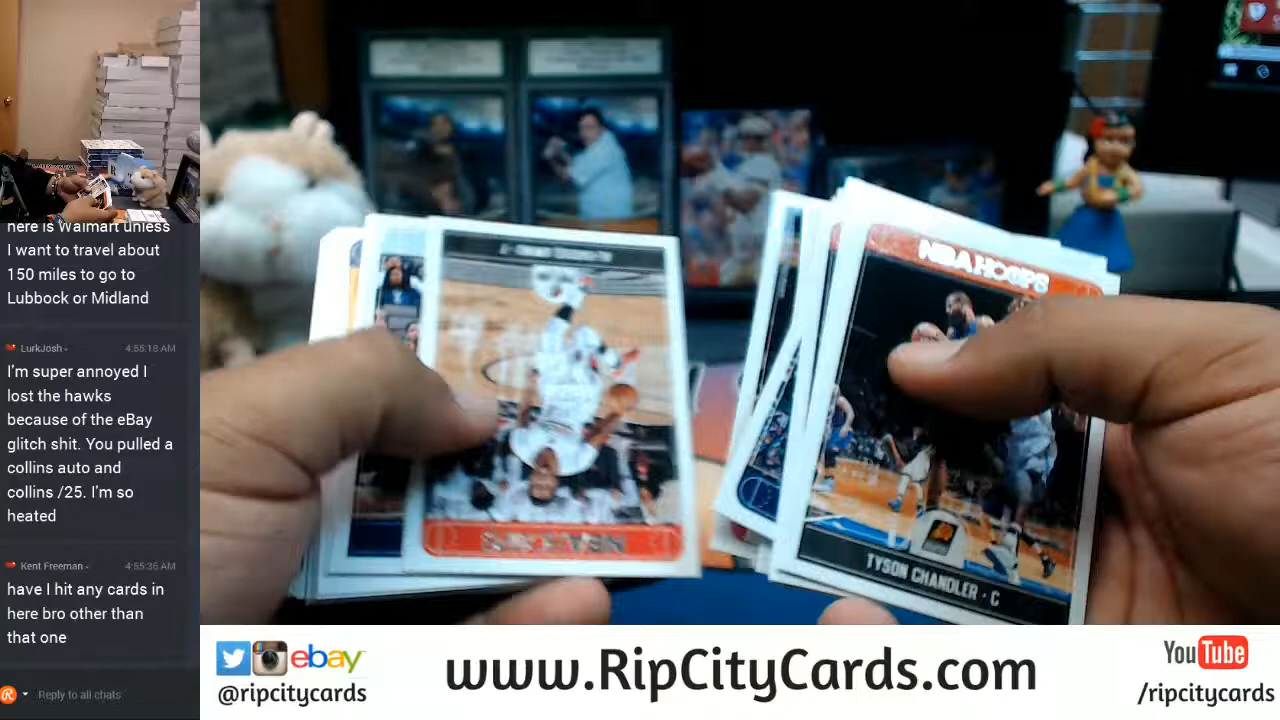 here is Walmart unless
I want to travel about
150 miles to go to
Lubbock or Midland
LurkJosh -
4:55:18 AM
I'm super annoyed I
lost the hawks
because of the eBay
glitch shit. You pulled a
collins auto and
collins /25. I'm so
heated
Kent Freeman -
4:55:36 AM
have I hit any cards in
here bro other than
that one
Reply to all chats
NBA HOOPS
TYSON CHANDLER · C
NBA HOOPS
ebay
@ripcitycards
www.RipCityCards.com
YouTube
/ripcitycards